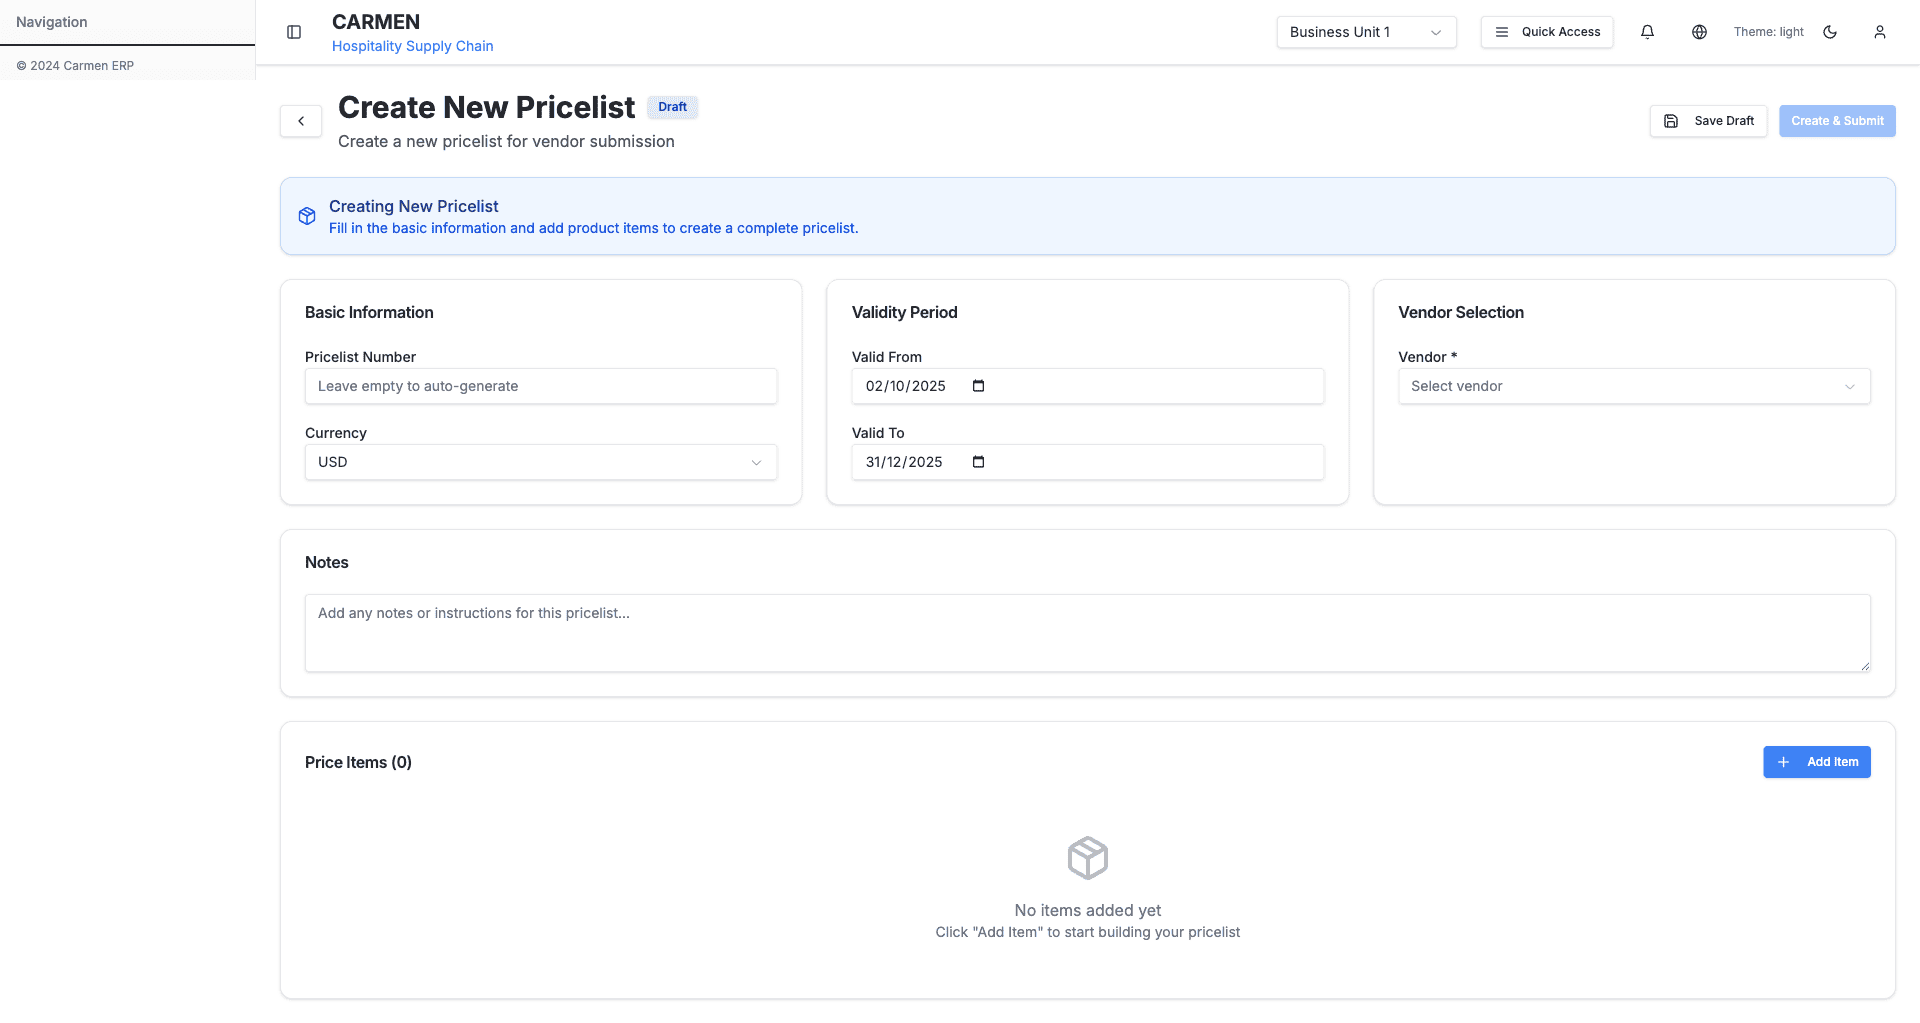 Navigation
© 2024 Carmen ERP
CARMEN
Hospitality Supply Chain
Business Unit 1
Quick Access
Theme: light
Create New Pricelist
Draft
Create a new pricelist for vendor submission
Save Draft
Create & Submit
Creating New Pricelist
Fill in the basic information and add product items to create a complete pricelist.
Basic Information
Pricelist Number
Leave empty to auto-generate
Currency
USD
Validity Period
Valid From
02/10/2025
Valid To
31/12/2025
Vendor Selection
Vendor *
Select vendor
Notes
Add any notes or instructions for this pricelist...
Price Items (0)
Add Item
No items added yet
Click "Add Item" to start building your pricelist